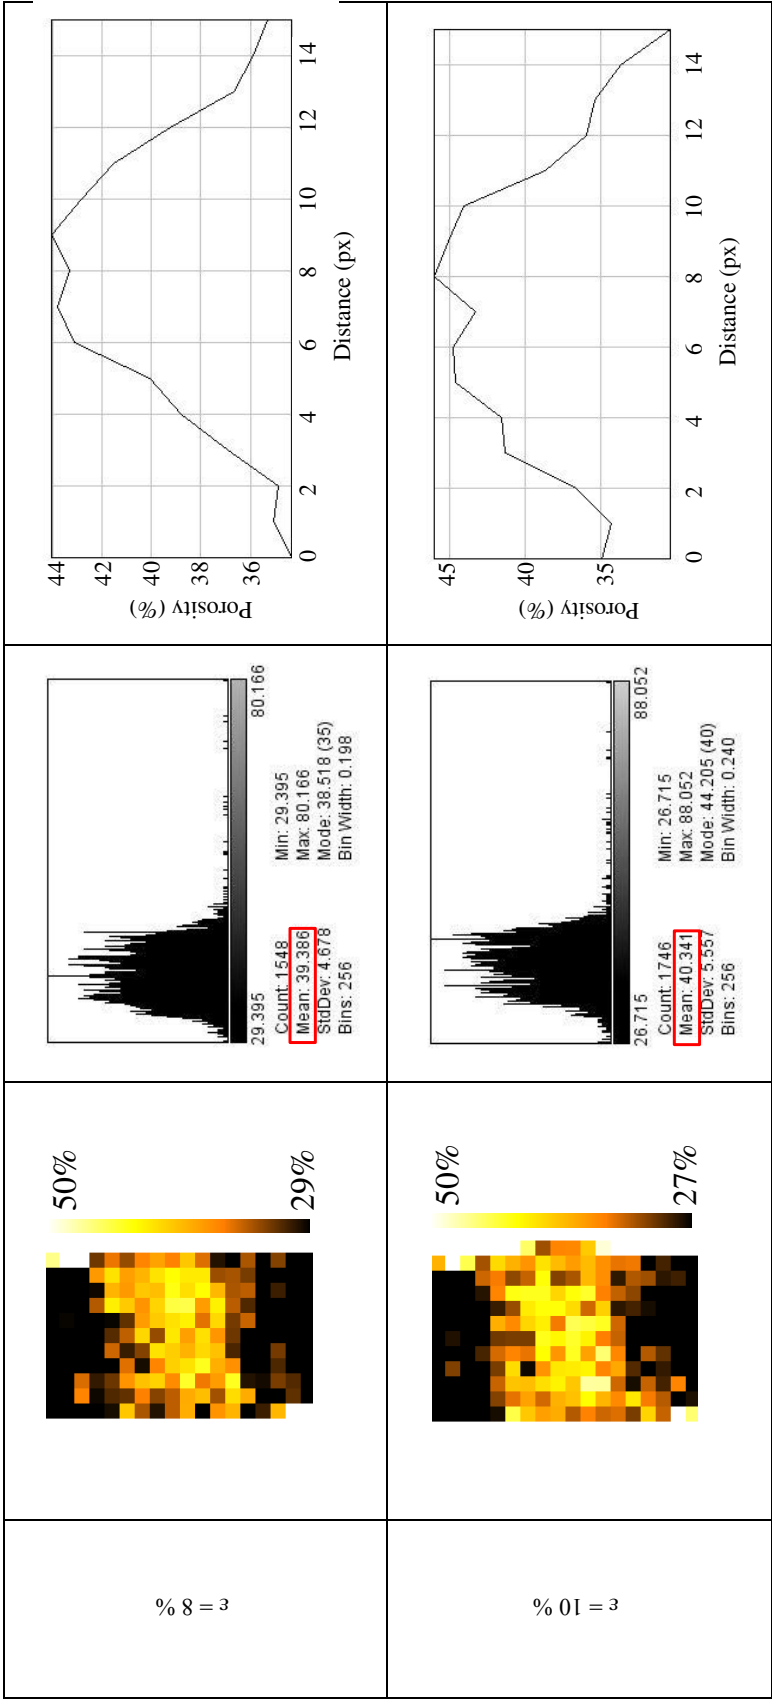 ε = 8 %
50%
29%
29.395 80.166
Count: 1548 Min: 29.395
Mean: 39.386 Max: 80.166
StdDev: 4.678 Mode: 38.518 (35)
Bins: 256 Bin Width: 0.198
Porosity (%)
44
42
40
38
36
0 2 4 6 8 10 12 14
Distance (px)
ε = 10 %
50%
27%
26.715 88.052
Count: 1746 Min: 26.715
Mean: 40.341 Max: 88.052
StdDev: 5.557 Mode: 44.205 (40)
Bins: 256 Bin Width: 0.240
Porosity (%)
45
40
35
0 2 4 6 8 10 12 14
Distance (px)